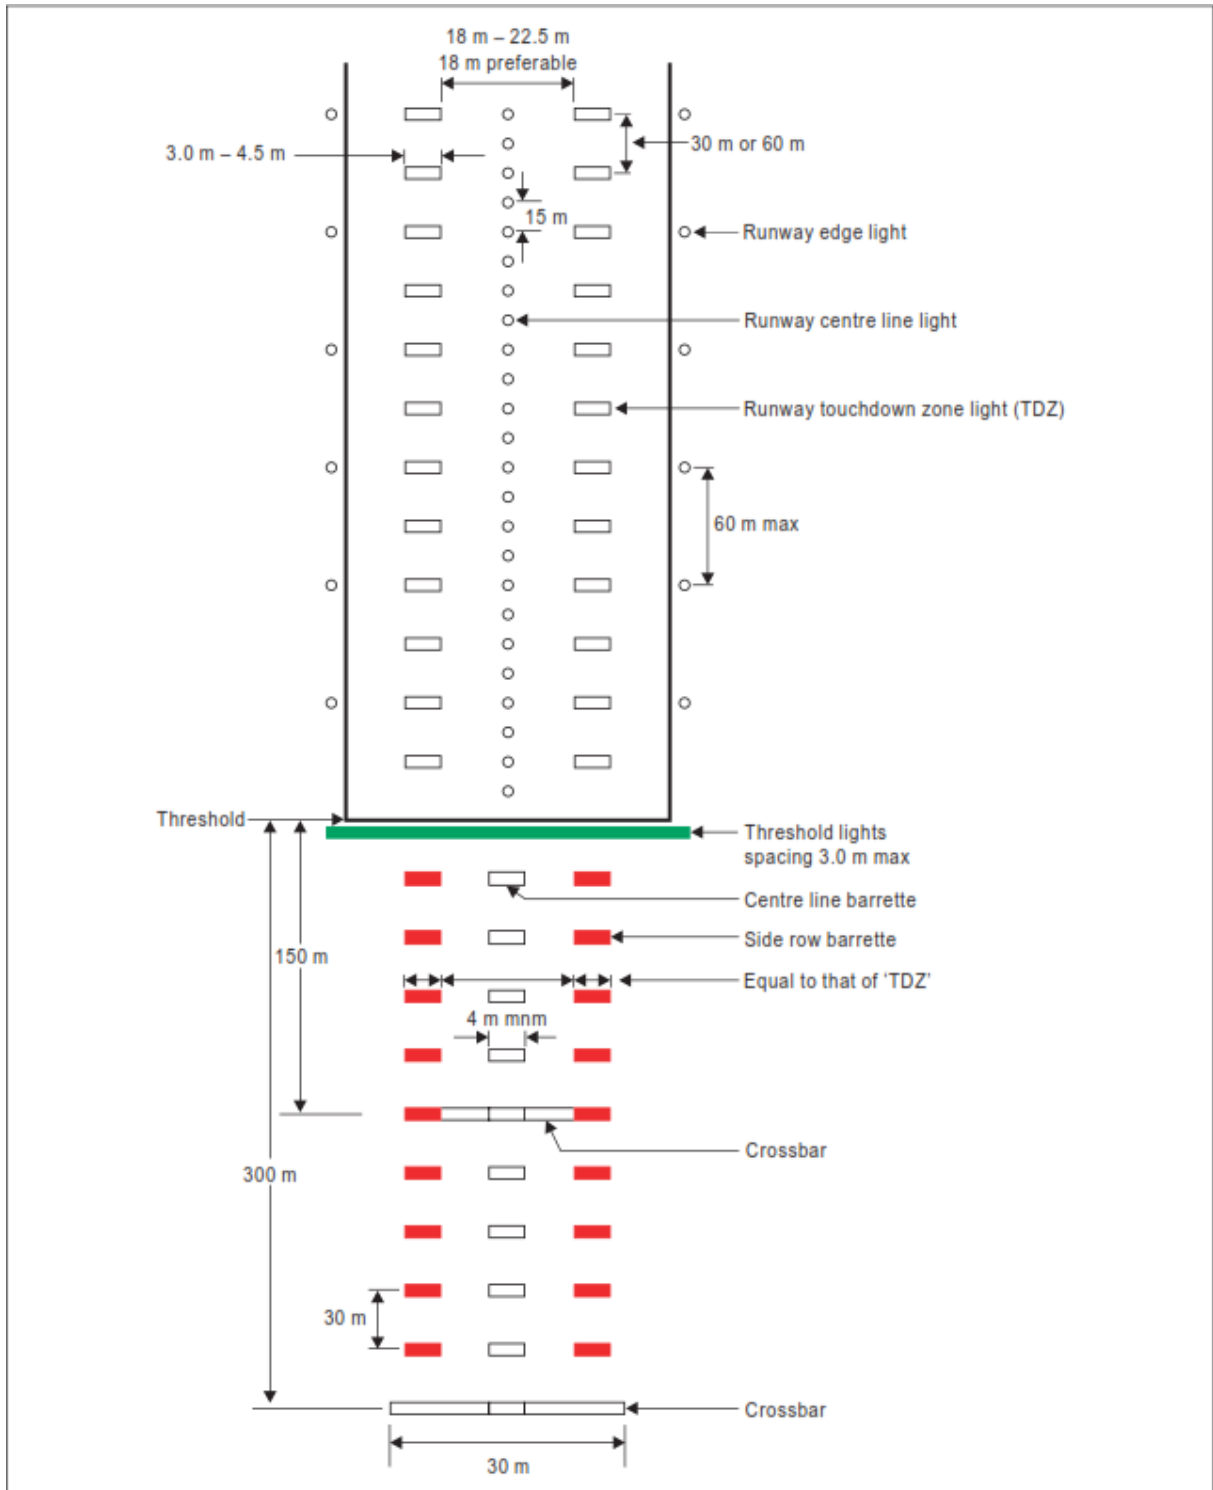 18 m – 22.5 m
18 m preferable
3.0 m – 4.5 m
30 m or 60 m
15 m
Runway edge light
Runway centre line light
Runway touchdown zone light (TDZ)
60 m max
Threshold
Threshold lights
spacing 3.0 m max
Centre line barrette
Side row barrette
150 m
Equal to that of ‘TDZ’
4 m mnm
Crossbar
300 m
30 m
Crossbar
30 m